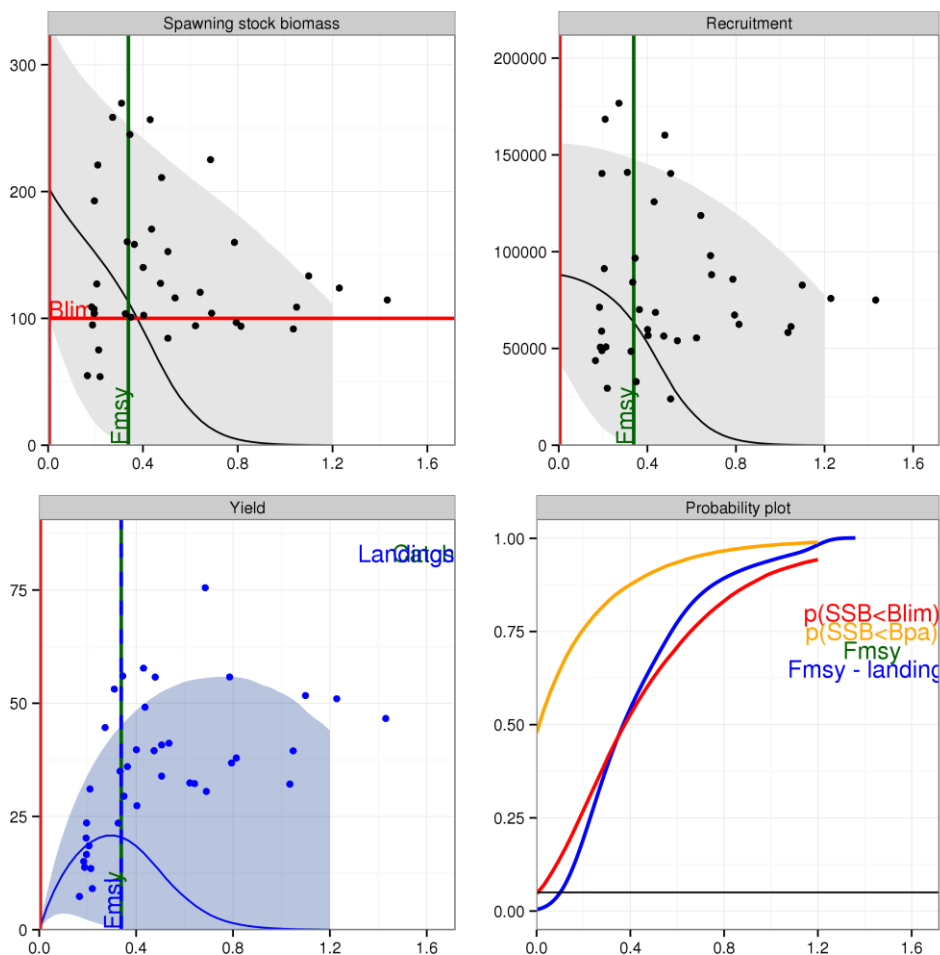 Spawning stock biomass
300
200
100
0
Blim
Fmsy
0.0 0.4 0.8 1.2 1.6
Recruitment
200000
150000
100000
50000
0
Fmsy
0.0 0.4 0.8 1.2 1.6
Yield
75
50
25
0
Landings
Fmsy
0.0 0.4 0.8 1.2 1.6
Probability plot
1.00
0.75
0.50
0.25
0.00
p(SSB<Blim)
p(SSB<Bpa)
Fmsy
Fmsy - landing
0.0 0.4 0.8 1.2 1.6